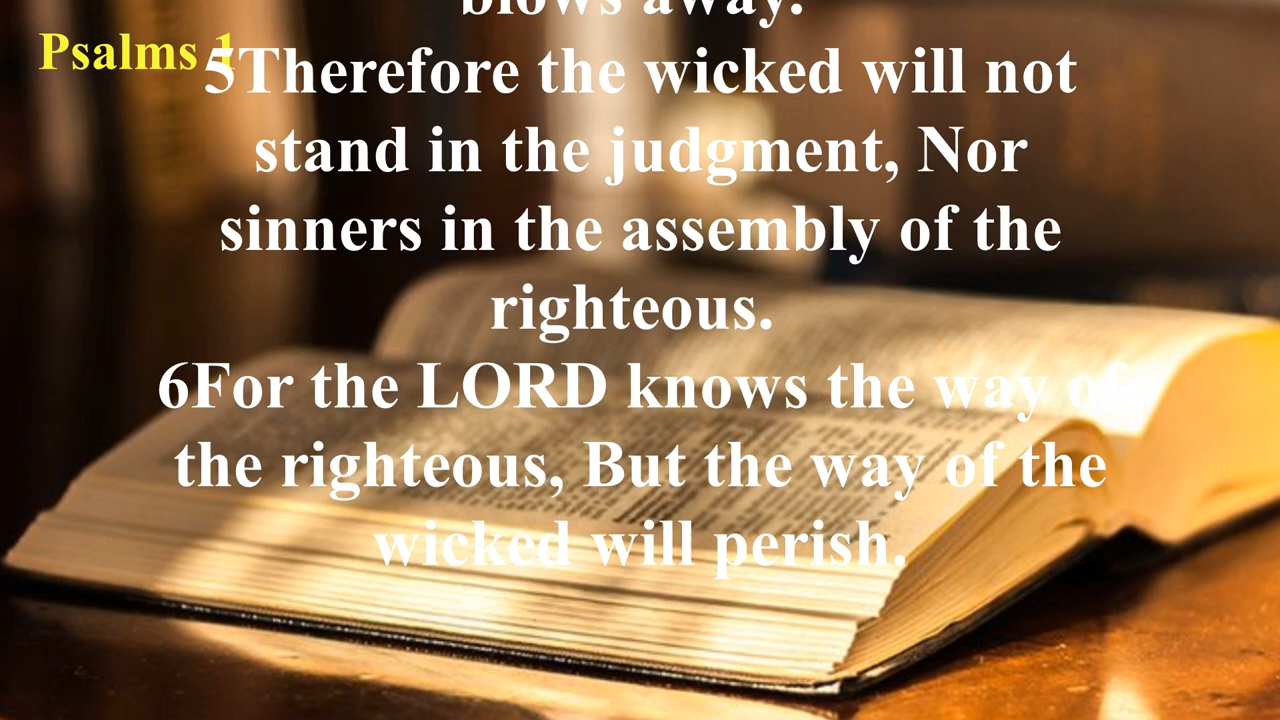 blows away.
Psalms 1
5Therefore the wicked will not
stand in the judgment, Nor
sinners in the assembly of the
righteous.
6For the LORD knows the way of
the righteous, But the way of the
wicked will perish.